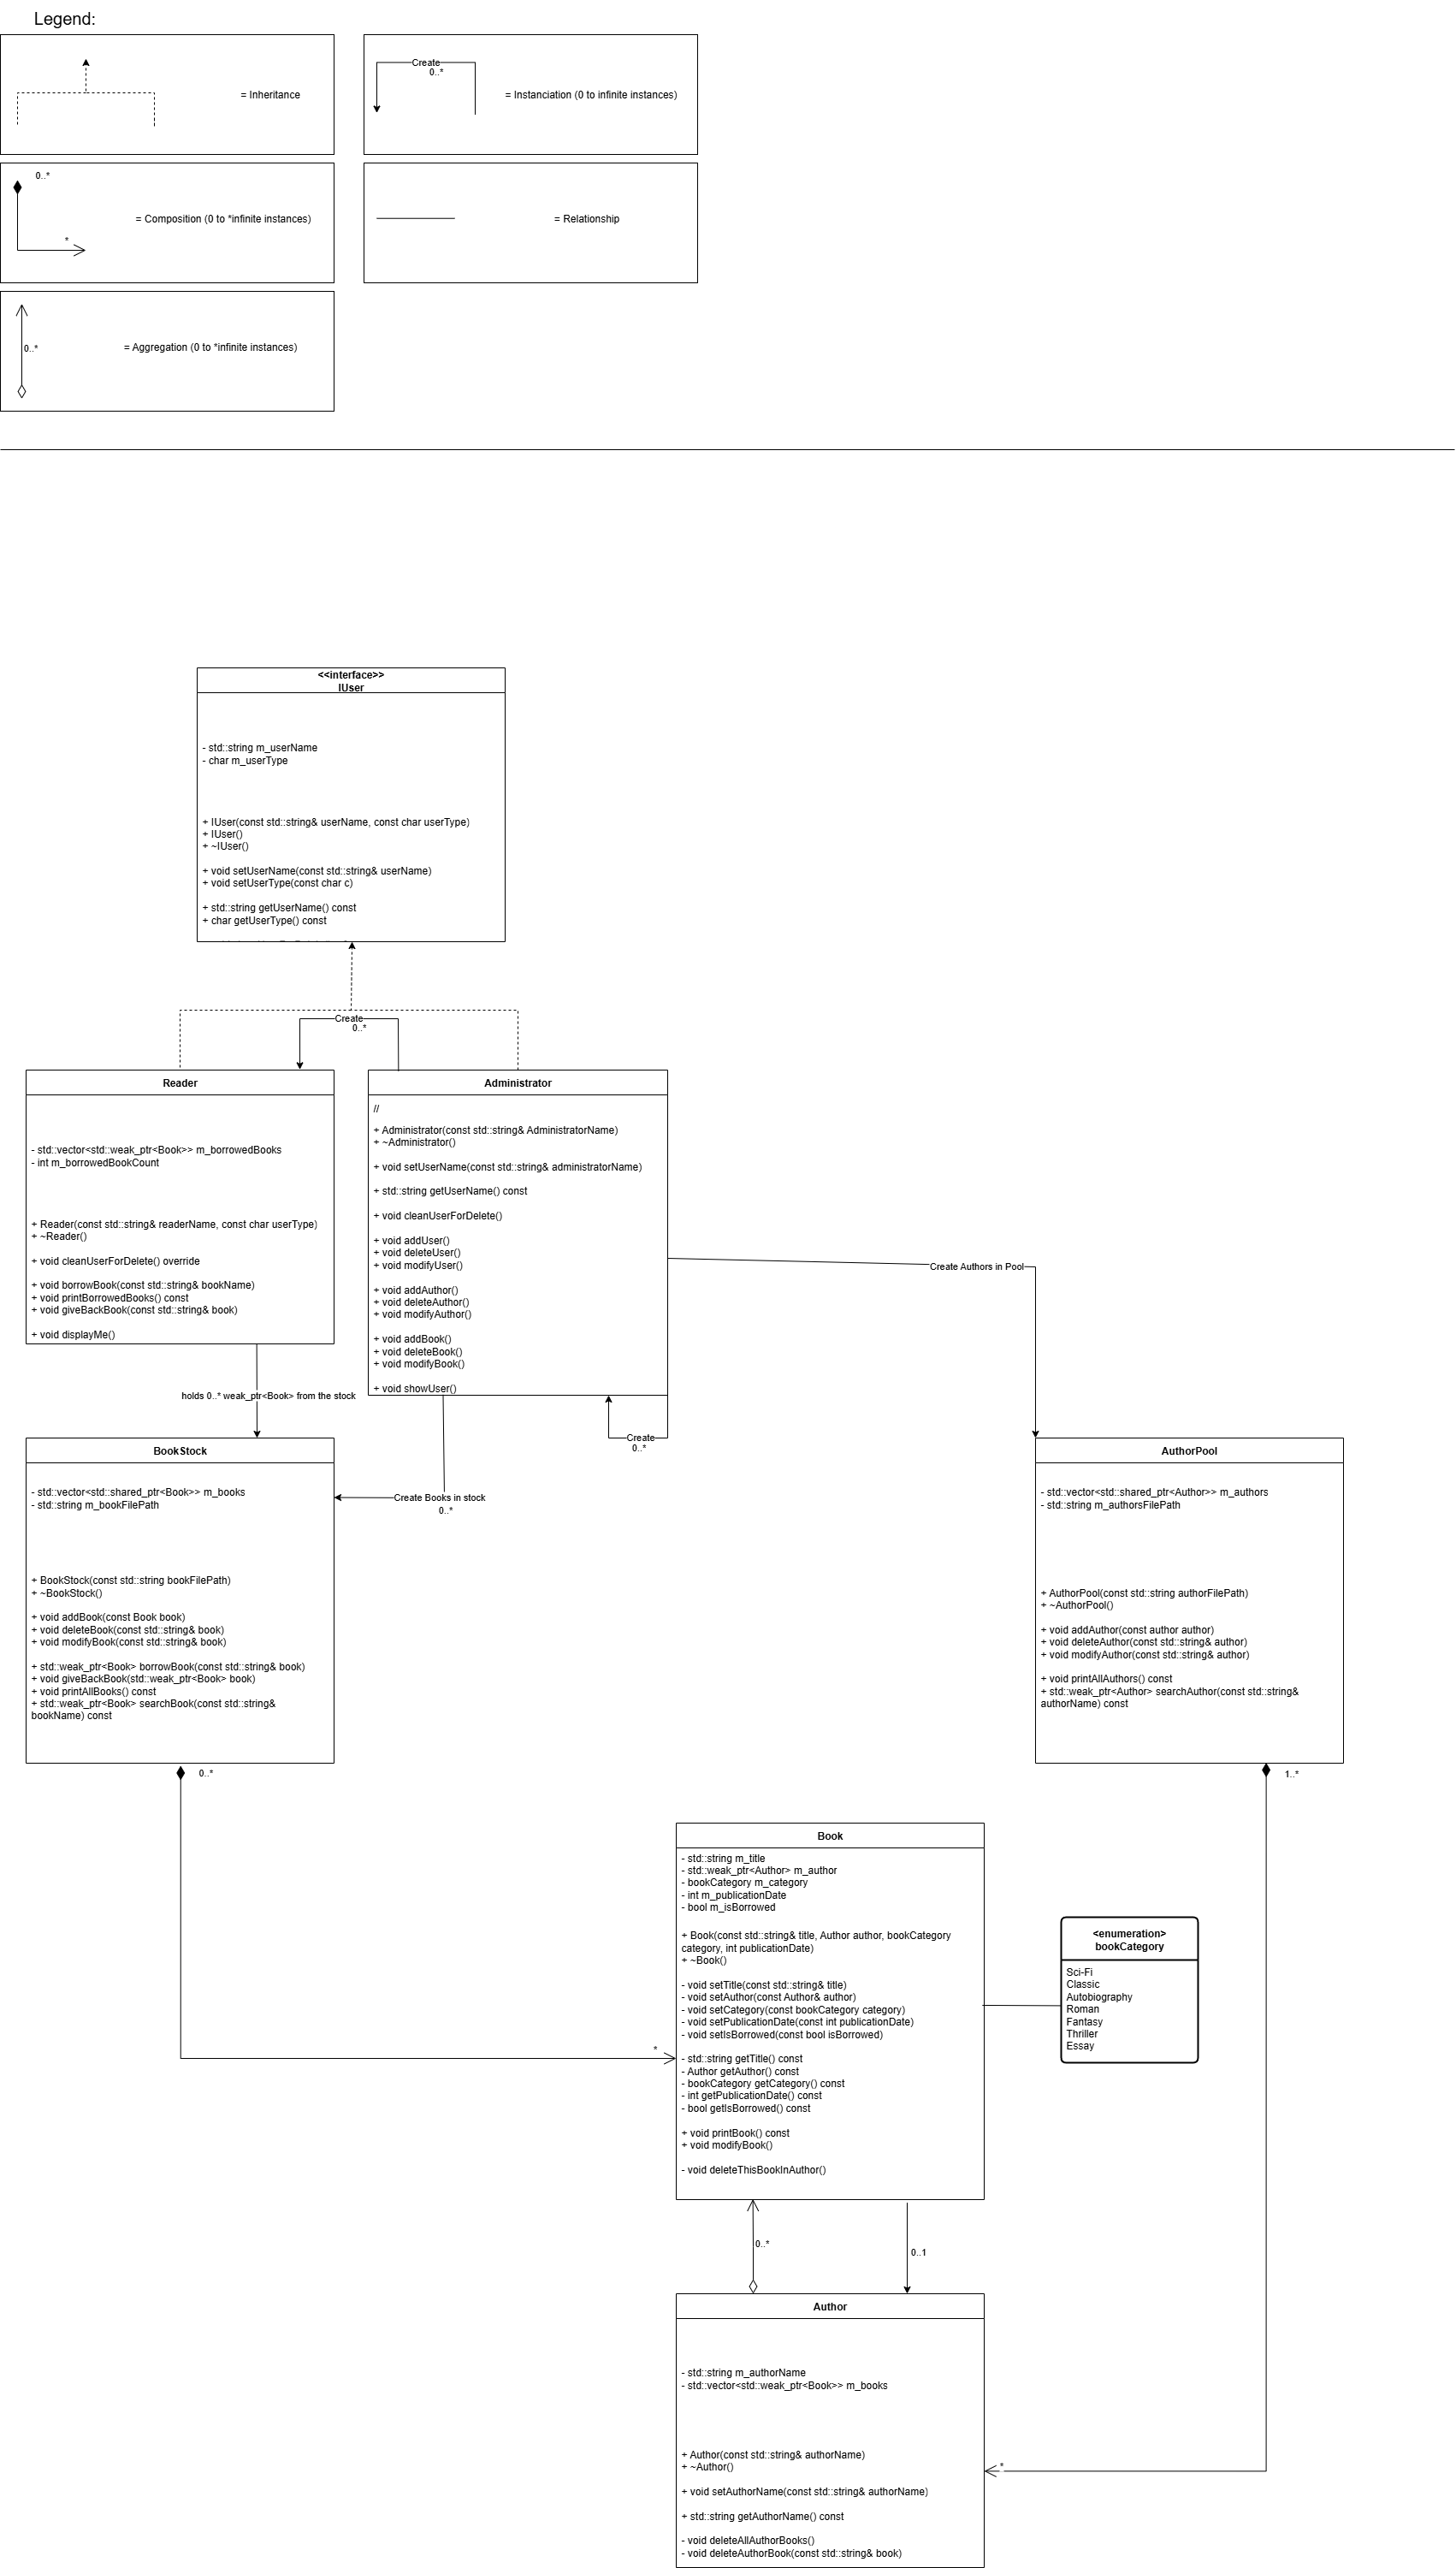 Legend:
= Inheritance
Create
0..*
= Instanciation (0 to infinite instances)
0..*
*
= Composition (0 to *infinite instances)
= Relationship
0..*
= Aggregation (0 to *infinite instances)
<<interface>>
IUser
- std::string m_userName
- char m_userType
+ IUser(const std::string& userName, const char userType)
+ IUser()
+ ~IUser()
+ void setUserName(const std::string& userName)
+ void setUserType(const char c)
+ std::string getUserName() const
+ char getUserType() const
Create
0..*
Reader
- std::vector<std::weak_ptr<Book>> m_borrowedBooks
- int m_borrowedBookCount
+ Reader(const std::string& readerName, const char userType)
+ ~Reader()
+ void cleanUserForDelete() override
+ void borrowBook(const std::string& bookName)
+ void printBorrowedBooks() const
+ void giveBackBook(const std::string& book)
+ void displayMe()
Administrator
//
+ Administrator(const std::string& AdministratorName)
+ ~Administrator()
+ void setUserName(const std::string& administratorName)
+ std::string getUserName() const
+ void cleanUserForDelete()
+ void addUser()
+ void deleteUser()
+ void modifyUser()
+ void addAuthor()
+ void deleteAuthor()
+ void modifyAuthor()
+ void addBook()
+ void deleteBook()
+ void modifyBook()
+ void showUser()
Create Authors in Pool
holds 0..* weak_ptr<Book> from the stock
Create
0..*
Create Books in stock
0..*
BookStock
- std::vector<std::shared_ptr<Book>> m_books
- std::string m_bookFilePath
+ BookStock(const std::string bookFilePath)
+ ~BookStock()
+ void addBook(const Book book)
+ void deleteBook(const std::string& book)
+ void modifyBook(const std::string& book)
+ std::weak_ptr<Book> borrowBook(const std::string& book)
+ void giveBackBook(std::weak_ptr<Book> book)
+ void printAllBooks() const
+ std::weak_ptr<Book> searchBook(const std::string&
bookName) const
0..*
AuthorPool
- std::vector<std::shared_ptr<Author>> m_authors
- std::string m_authorsFilePath
+ AuthorPool(const std::string authorFilePath)
+ ~AuthorPool()
+ void addAuthor(const author author)
+ void deleteAuthor(const std::string& author)
+ void modifyAuthor(const std::string& author)
+ void printAllAuthors() const
+ std::weak_ptr<Author> searchAuthor(const std::string&
authorName) const
1..*
Book
- std::string m_title
- std::weak_ptr<Author> m_author
- bookCategory m_category
- int m_publicationDate
- bool m_isBorrowed
+ Book(const std::string& title, Author author, bookCategory
category, int publicationDate)
+ ~Book()
- void setTitle(const std::string& title)
- void setAuthor(const Author& author)
- void setCategory(const bookCategory category)
- void setPublicationDate(const int publicationDate)
- void setIsBorrowed(const bool isBorrowed)
*
- std::string getTitle() const
- Author getAuthor() const
- bookCategory getCategory() const
- int getPublicationDate() const
- bool getIsBorrowed() const
+ void printBook() const
+ void modifyBook()
- void deleteThisBookInAuthor()
<enumeration>
bookCategory
Sci-Fi
Classic
Autobiography
Roman
Fantasy
Thriller
Essay
0..*
0..1
Author
- std::string m_authorName
- std::vector<std::weak_ptr<Book>> m_books
+ Author(const std::string& authorName)
+ ~Author()
*
+ void setAuthorName(const std::string& authorName)
+ std::string getAuthorName() const
- void deleteAllAuthorBooks()
- void deleteAuthorBook(const std::string& book)